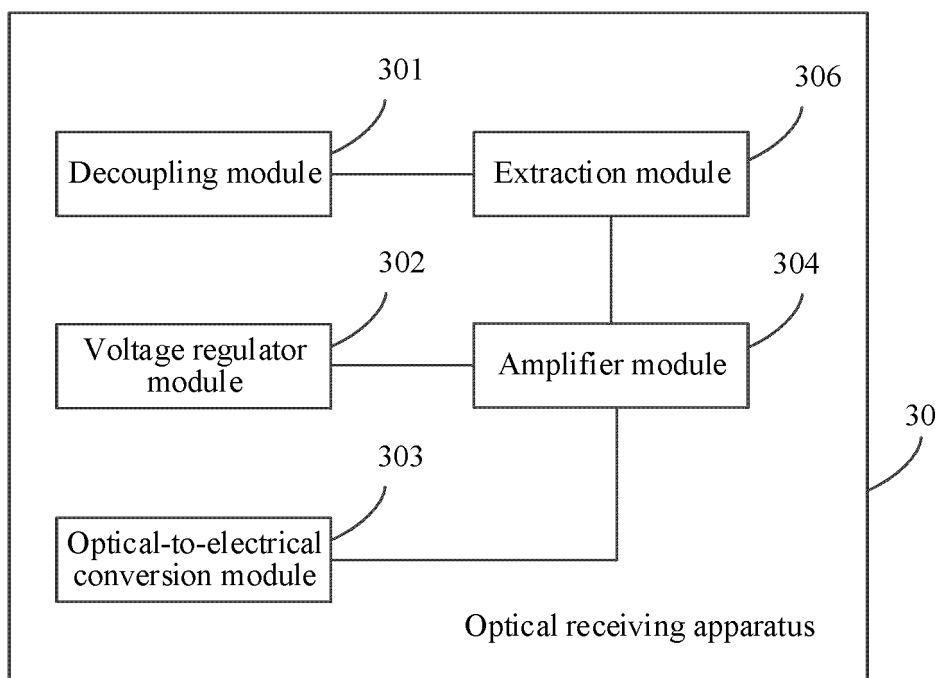 301
306
Decoupling module
Extraction module
302
304
Voltage regulator
module
Amplifier module
30
303
Optical-to-electrical
conversion module
Optical receiving apparatus